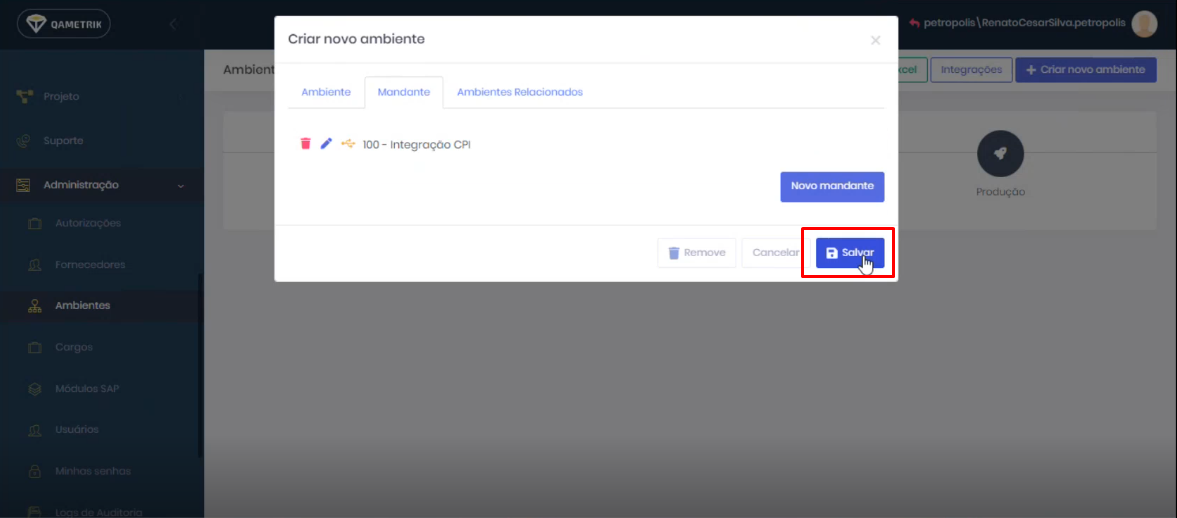 QAMETRIK
petropolis\RenatoCesarSilva.petropolis
Criar novo ambiente
Ambient
xcel
Integrações
Criar novo ambiente
Ambiente
Mandante
Ambientes Relacionados
100 - Integração CPI
Novo mandante
Remove
Cancelar
Salvar
Produção
Projeto
Suporte
Administração
Autorizações
Fornecedores
Ambientes
Cargos
Módulos SAP
Usuários
Minhas senhas
Logs de Auditoria